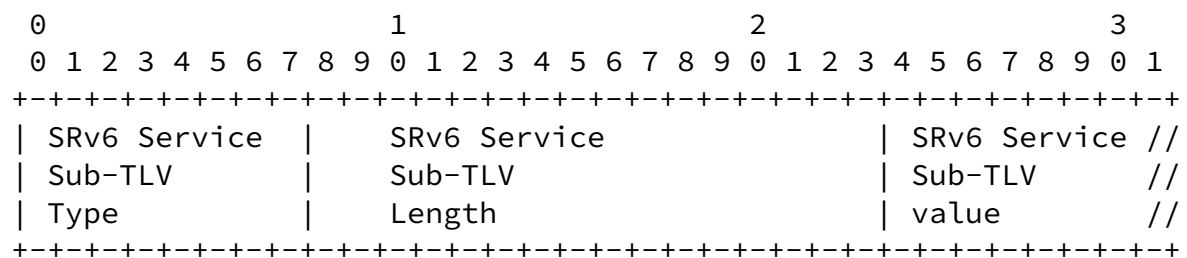 0                   1                   2                   3
 0 1 2 3 4 5 6 7 8 9 0 1 2 3 4 5 6 7 8 9 0 1 2 3 4 5 6 7 8 9 0 1
+-+-+-+-+-+-+-+-+-+-+-+-+-+-+-+-+-+-+-+-+-+-+-+-+-+-+-+-+-+-+-+-+
| SRv6 Service  |    SRv6 Service               | SRv6 Service //
| Sub-TLV       |    Sub-TLV                    | Sub-TLV      //
| Type          |    Length                     | value        //
+-+-+-+-+-+-+-+-+-+-+-+-+-+-+-+-+-+-+-+-+-+-+-+-+-+-+-+-+-+-+-+-+